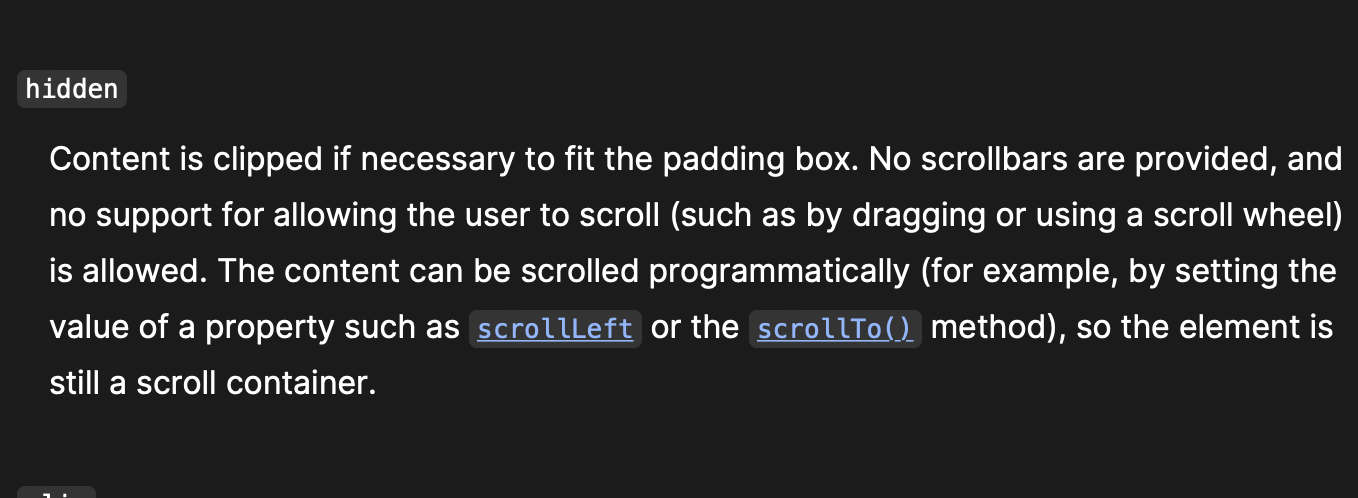 hidden
Content is clipped if necessary to fit the padding box. No scrollbars are provided, and
no support for allowing the user to scroll (such as by dragging or using a scroll wheel)
is allowed. The content can be scrolled programmatically (for example, by setting the
value of a property such as scrollLeft or the scrollTo() method), so the element is
still a scroll container.